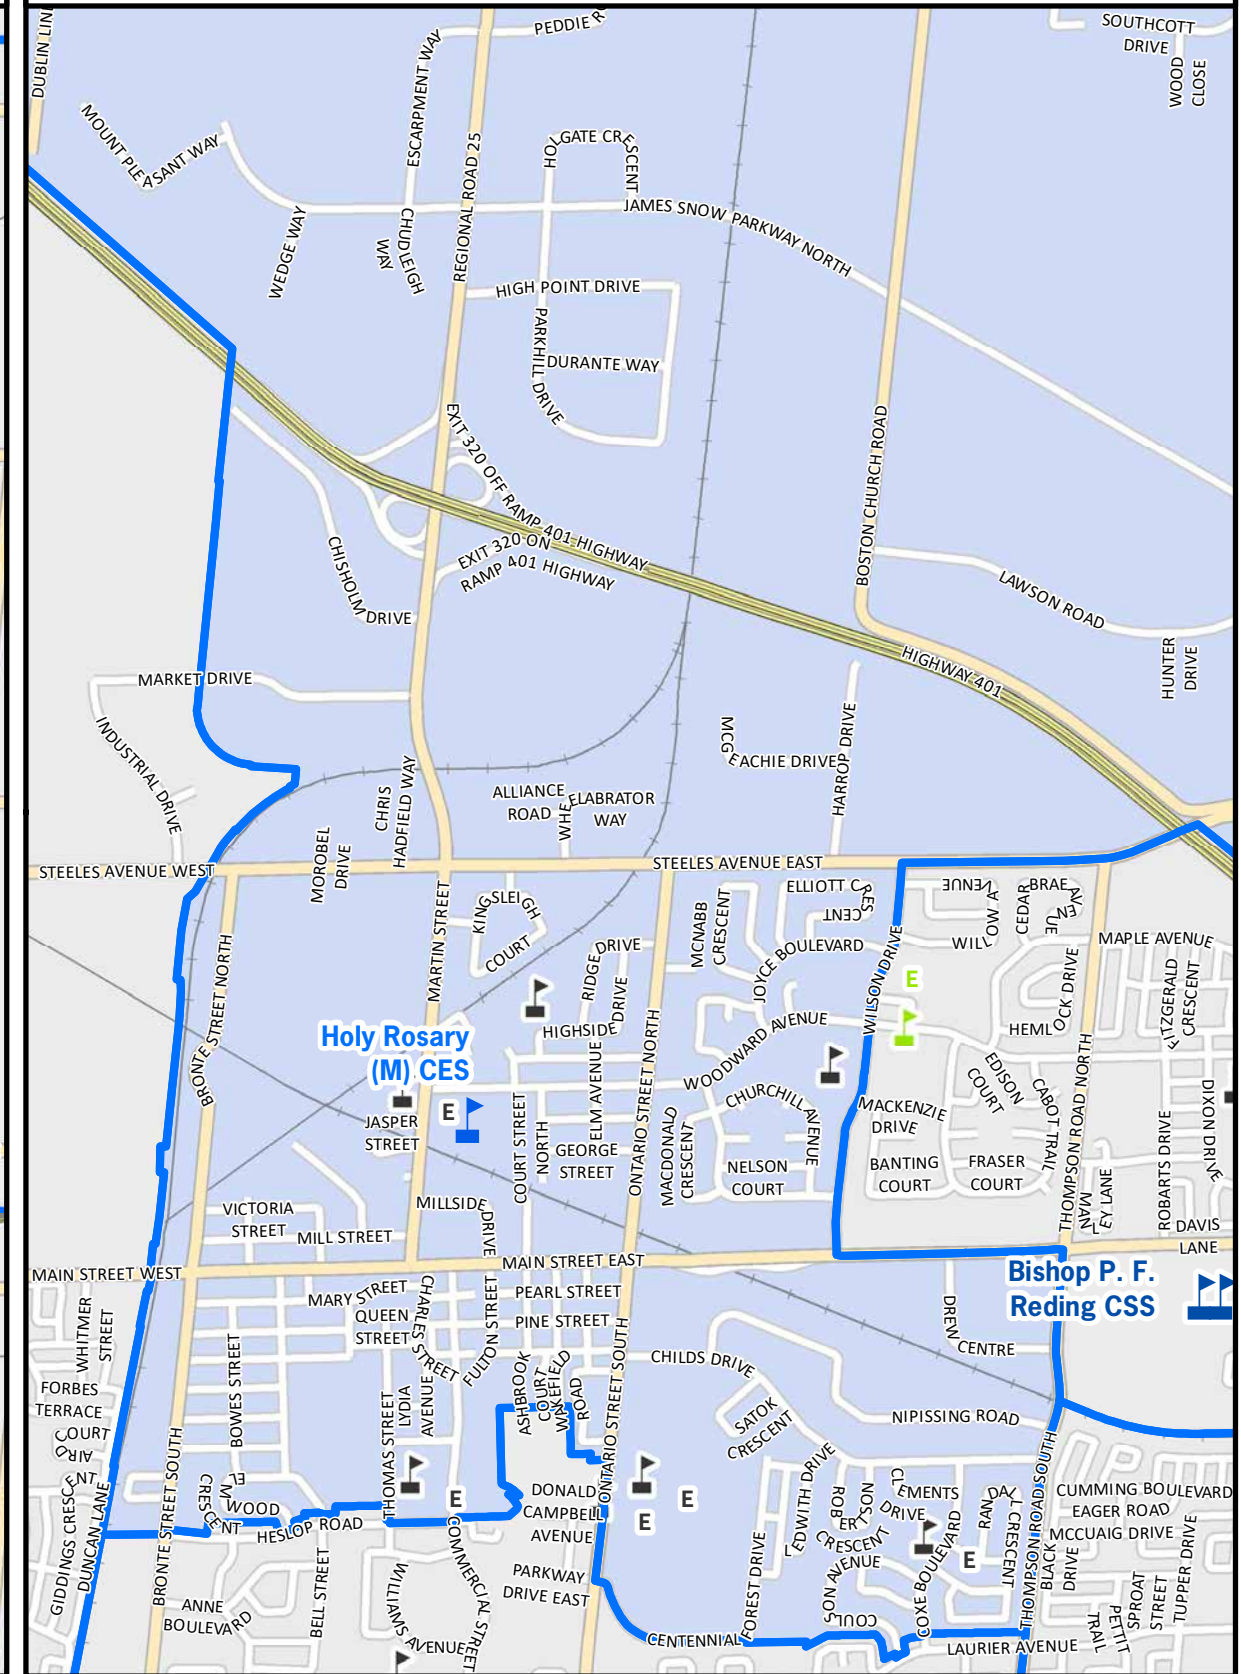 DUBLIN LIN
PEDDIE R
SOUTHCOTT
DRIVE
WOOD
CLOSE
ESCARPMENT WAY
MOUNT PLEASANT WAY
HOLGATE CRESCENT
REGIONAL ROAD 25
JAMES SNOW PARKWAY NORTH
WEDGE WAY
CHUDLEIGH
WAY
HIGH POINT DRIVE
PARKHILL DRIVE
DURANTE WAY
EXIT 320 OFF RAMP 401 HIGHWAY
EXIT 320 ON
RAMP 401 HIGHWAY
BOSTON CHURCH ROAD
CHISHOLM DRIVE
LAWSON ROAD
HIGHWAY 401
HUNTER
DRIVE
MARKET DRIVE
INDUSTRIAL DRIVE
MCGEACHIE DRIVE
HARROP DRIVE
CHRIS
HADFIELD WAY
ALLIANCE
ROAD
WHEELABRATOR
WAY
MOROBEL
DRIVE
STEELES AVENUE WEST
STEELES AVENUE EAST
MARTIN STREET
KINGSLEIGH
COURT
RIDGE DRIVE
MCNABB
CRESCENT
ELLIOTT CRESCENT
JOYCE BOULEVARD
WILSON DRIVE
WILLOW AVENUE
CEDAR
BRAE
AVENUE
MAPLE AVENUE
BRONTE STREET NORTH
HIGHSIDE DRIVE
E
HEMLOCK DRIVE
FITZGERALD
CRESCENT
Holy Rosary
(M) CES
E
JASPER
STREET
WOODWARD AVENUE
CHURCHILL AVENUE
EDISON
COURT
CABOT TRAIL
THOMPSON ROAD NORTH
DIXON DRIVE
ROBARTS DRIVE
COURT STREET
NORTH
ELM AVENUE
GEORGE
STREET
ONTARIO STREET NORTH
MACDONALD
CRESCENT
NELSON
COURT
MACKENZIE
DRIVE
BANTING
COURT
FRASER
COURT
MANLEY LANE
DAVIS
LANE
VICTORIA
STREET
MILL STREET
MILLSIDE DRIVE
MAIN STREET WEST
MAIN STREET EAST
Bishop P. F.
Reding CSS
WHITMER
STREET
MARY STREET
QUEEN
STREET
CHARLES STREET
FULTON STREET
PEARL STREET
PINE STREET
CHILDS DRIVE
DREW CENTRE
FORBES
TERRACE
COURT
BOWES STREET
THOMAS STREET
LYDIA
AVENUE
ASHBROOK
COURT
WAKEFIELD
ROAD
ONTARIO STREET SOUTH
SATOK
CRESCENT
NIPISSING ROAD
GIDDINGS CRESCENT
DUNCAN LANE
BRONTE STREET SOUTH
ELMWOOD
CRESCENT
HESLOP ROAD
E
DONALD
CAMPBELL
AVENUE
E
E
LEDWITH DRIVE
ROBERTSON
CRESCENT
CLEMENTS
DRIVE
RANDALL CRESCENT
CUMMING BOULEVARD
EAGER ROAD
MCCUAIG DRIVE
BLACK
DRIVE
THOMPSON ROAD SOUTH
ANNE
BOULEVARD
BELL STREET
WILLIAMS AVENUE
COMMERCIAL STREET
PARKWAY
DRIVE EAST
FOREST DRIVE
COULSON AVENUE
COXE BOULEVARD
E
CENTENNIAL
LAURIER AVENUE
PETTIT
TRAIL
SPROAT
STREET
TUPPER DRIVE